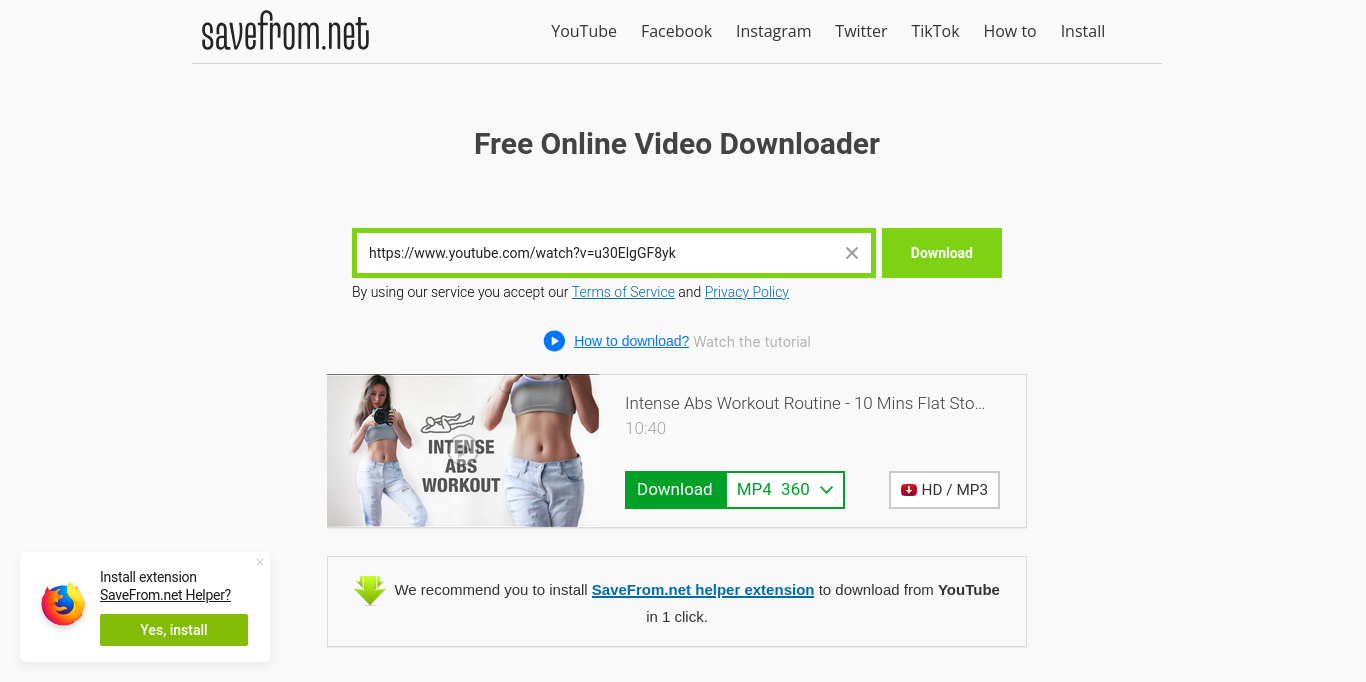 savefrom.net
YouTube Facebook Instagram Twitter TikTok How to Install
Free Online Video Downloader
https://www.youtube.com/watch?v=u30ElgGF8yk
Download
By using our service you accept our Terms of Service and Privacy Policy
How to download? Watch the tutorial
INTENSE
ABS
WORKOUT
Intense Abs Workout Routine - 10 Mins Flat Sto...
10:40
Download MP4 360
HD / MP3
We recommend you to install SaveFrom.net helper extension to download from YouTube
in 1 click.
Install extension
SaveFrom.net Helper?
Yes, install